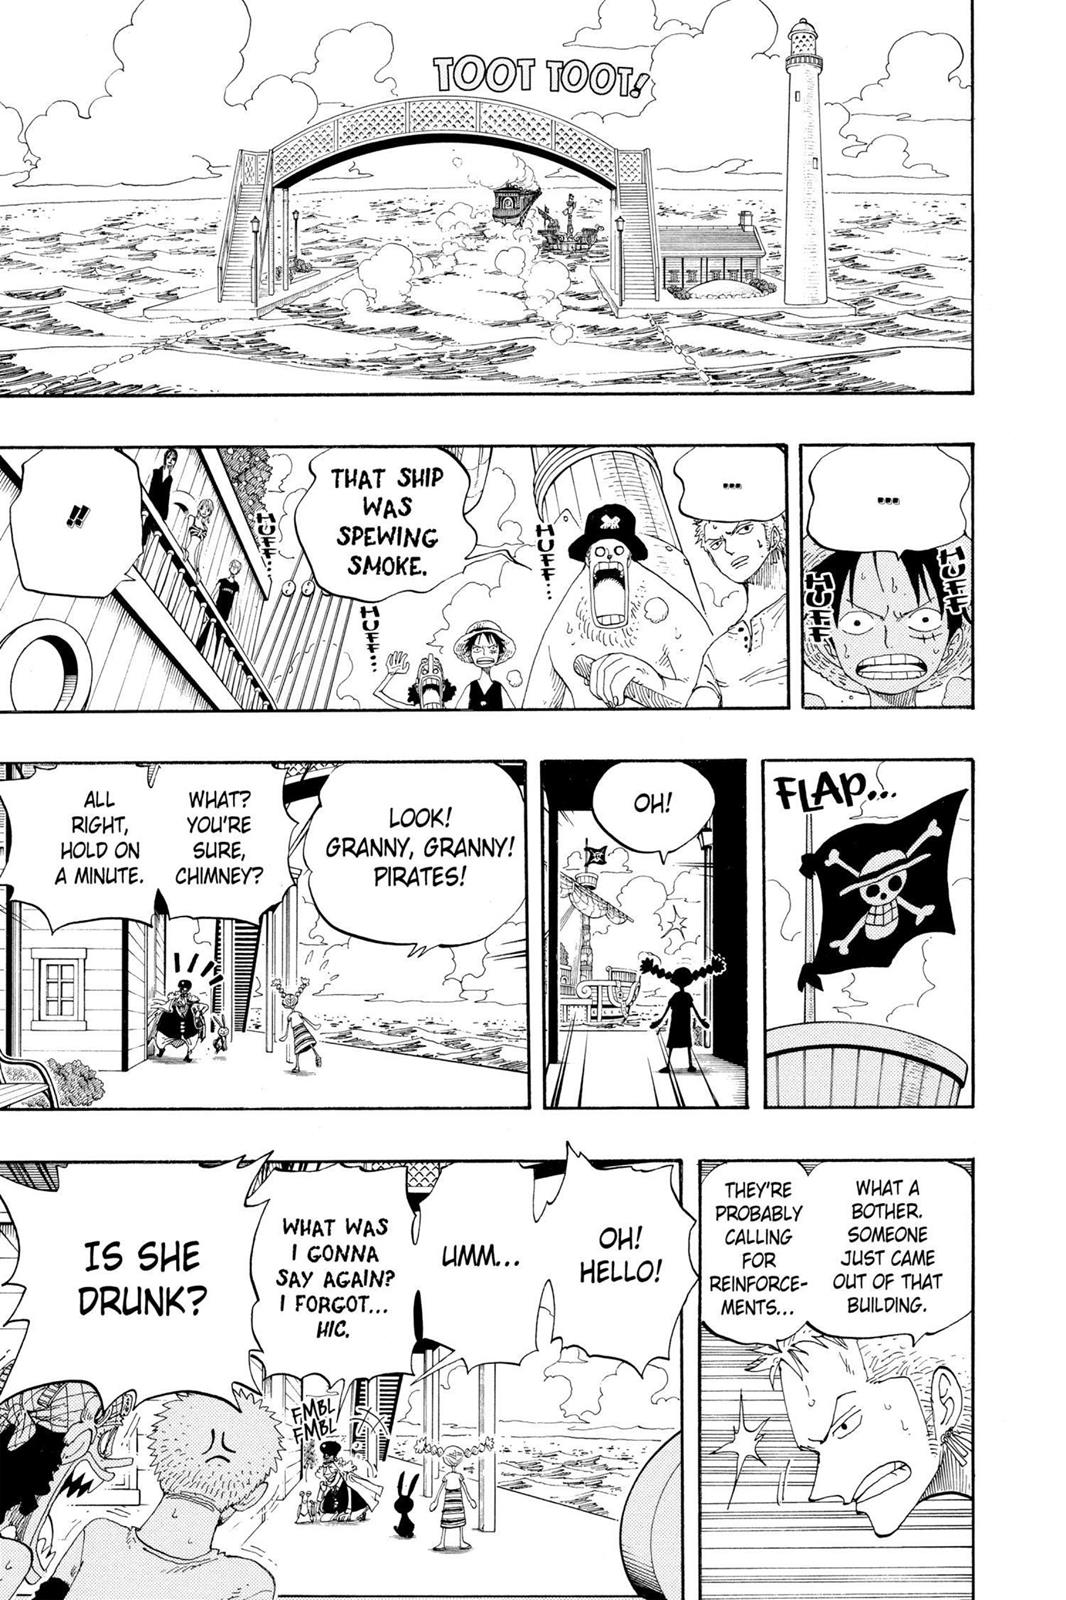 TOOT TOOT!
...
HUFF
HUFF
...
HUFF...
THAT SHIP
WAS
SPEWING
SMOKE.
HUFF...
HUFF...
!!
FLAP...
OH!
LOOK!
GRANNY, GRANNY!
PIRATES!
WHAT?
YOU'RE
SURE,
CHIMNEY?
ALL
RIGHT,
HOLD ON
A MINUTE.
WHAT A
BOTHER.
SOMEONE
JUST CAME
OUT OF THAT
BUILDING.
THEY'RE
PROBABLY
CALLING
FOR
REINFORCE-
MENTS...
OH!
HELLO!
UMM...
WHAT WAS
I GONNA
SAY AGAIN?
I FORGOT...
HIC.
FMBL
FMBL
IS SHE
DRUNK?